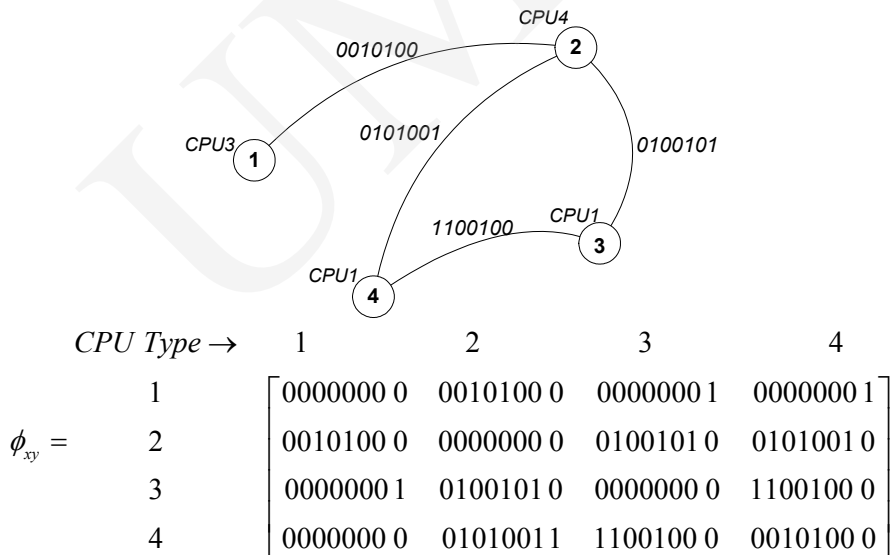 UM
CPU4
2
0010100
CPU3
1
0101001
0100101
1100100
CPU1
3
CPU1
4
CPU Type → 1 2 3 4
1 0000000 0 0010100 0 0000000 1 0000000 1
ϕxy = 2 0010100 0 0000000 0 0100101 0 0101001 0
3 0000000 1 0100101 0 0000000 0 1100100 0
4 0000000 0 0101001 1 1100100 0 0010100 0